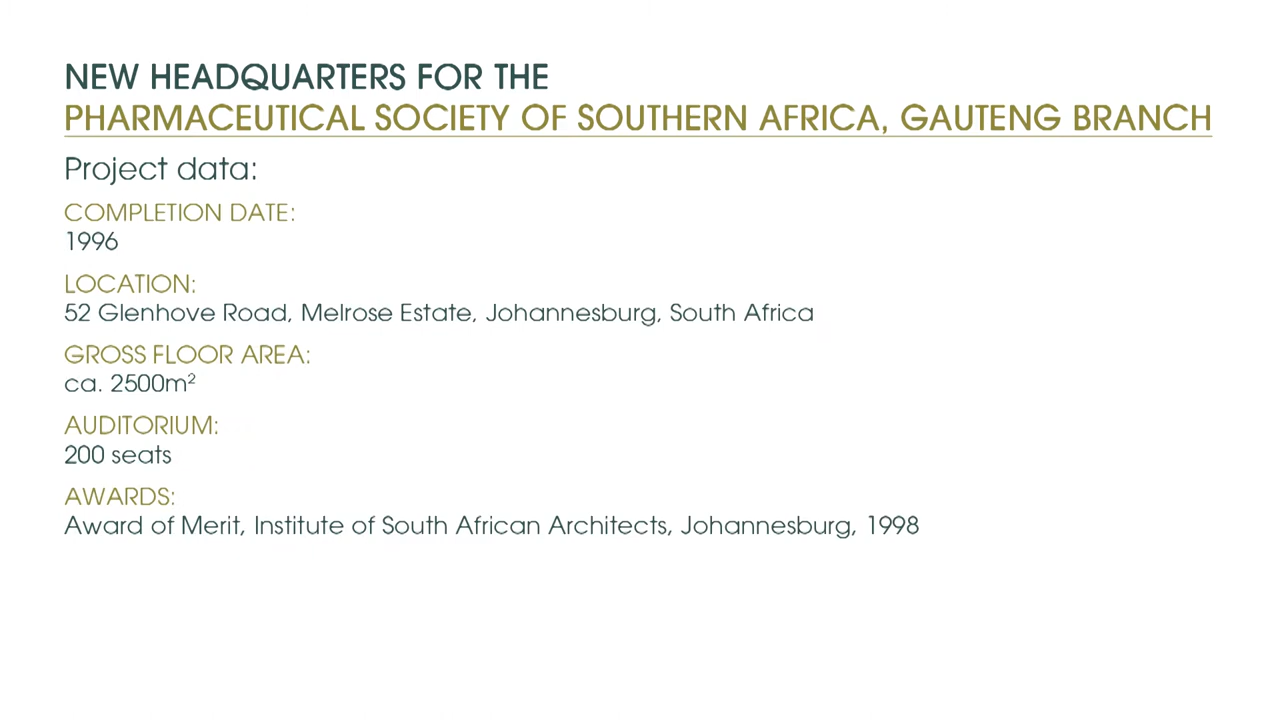 NEW HEADQUARTERS FOR THE
PHARMACEUTICAL SOCIETY OF SOUTHERN AFRICA, GAUTENG BRANCH
Project data:
COMPLETION DATE:
1996
LOCATION:
52 Glenhove Road, Melrose Estate, Johannesburg, South Africa
GROSS FLOOR AREA:
ca. 2500m²
AUDITORIUM:
200 seats
AWARDS:
Award of Merit, Institute of South African Architects, Johannesburg, 1998